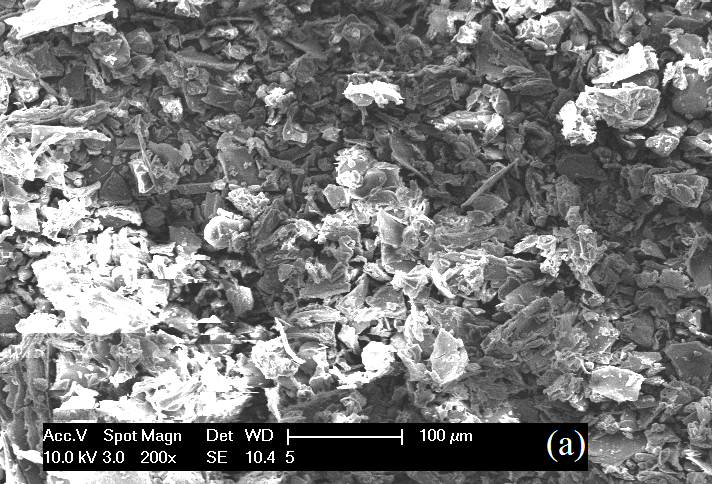 Acc.V Spot Magn Det WD 100 µm
10.0 kV 3.0 200x SE 10.4 5
(a)